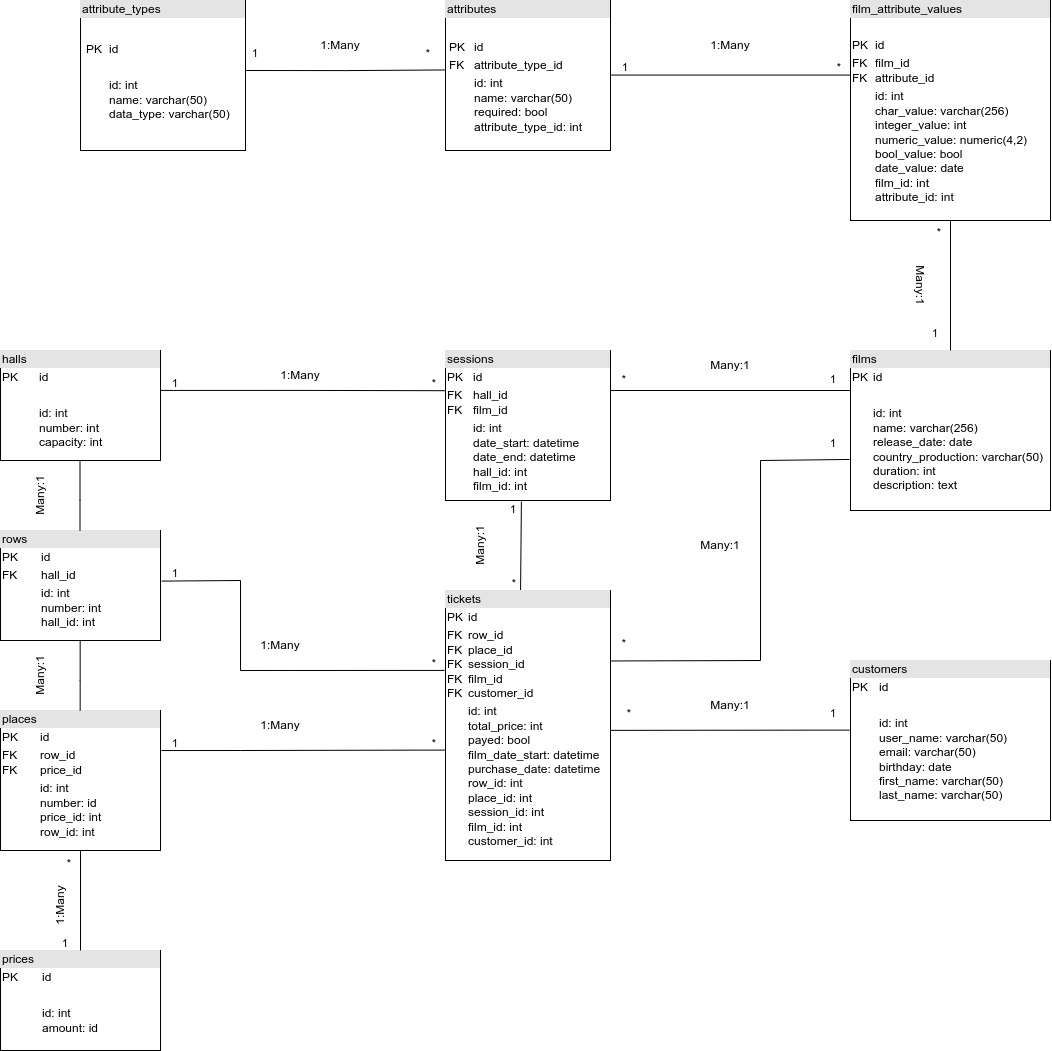 attribute_types
PK id
id: int
name: varchar(50)
data_type: varchar(50)
1
1:Many
*
attributes
PK id
FK attribute_type_id
id: int
name: varchar(50)
required: bool
attribute_type_id: int
1
1:Many
*
film_attribute_values
PK id
FK film_id
FK attribute_id
id: int
char_value: varchar(256)
integer_value: int
numeric_value: numeric(4,2)
bool_value: bool
date_value: date
film_id: int
attribute_id: int
*
Many:1
1
halls
PK id
id: int
number: int
capacity: int
1
1:Many
*
sessions
PK id
FK hall_id
FK film_id
id: int
date_start: datetime
date_end: datetime
hall_id: int
film_id: int
*
Many:1
1
films
PK id
id: int
name: varchar(256)
release_date: date
country_production: varchar(50)
duration: int
description: text
1
Many:1
*
Many:1
rows
PK id
FK hall_id
id: int
number: int
hall_id: int
1
1:Many
*
1
Many:1
*
tickets
PK id
FK row_id
FK place_id
FK session_id
FK film_id
FK customer_id
id: int
total_price: int
payed: bool
film_date_start: datetime
purchase_date: datetime
row_id: int
place_id: int
session_id: int
film_id: int
customer_id: int
*
Many:1
1
customers
PK id
id: int
user_name: varchar(50)
email: varchar(50)
birthday: date
first_name: varchar(50)
last_name: varchar(50)
Many:1
places
PK id
FK row_id
FK price_id
id: int
number: id
price_id: int
row_id: int
1
1:Many
*
*
1:Many
1
prices
PK id
id: int
amount: id